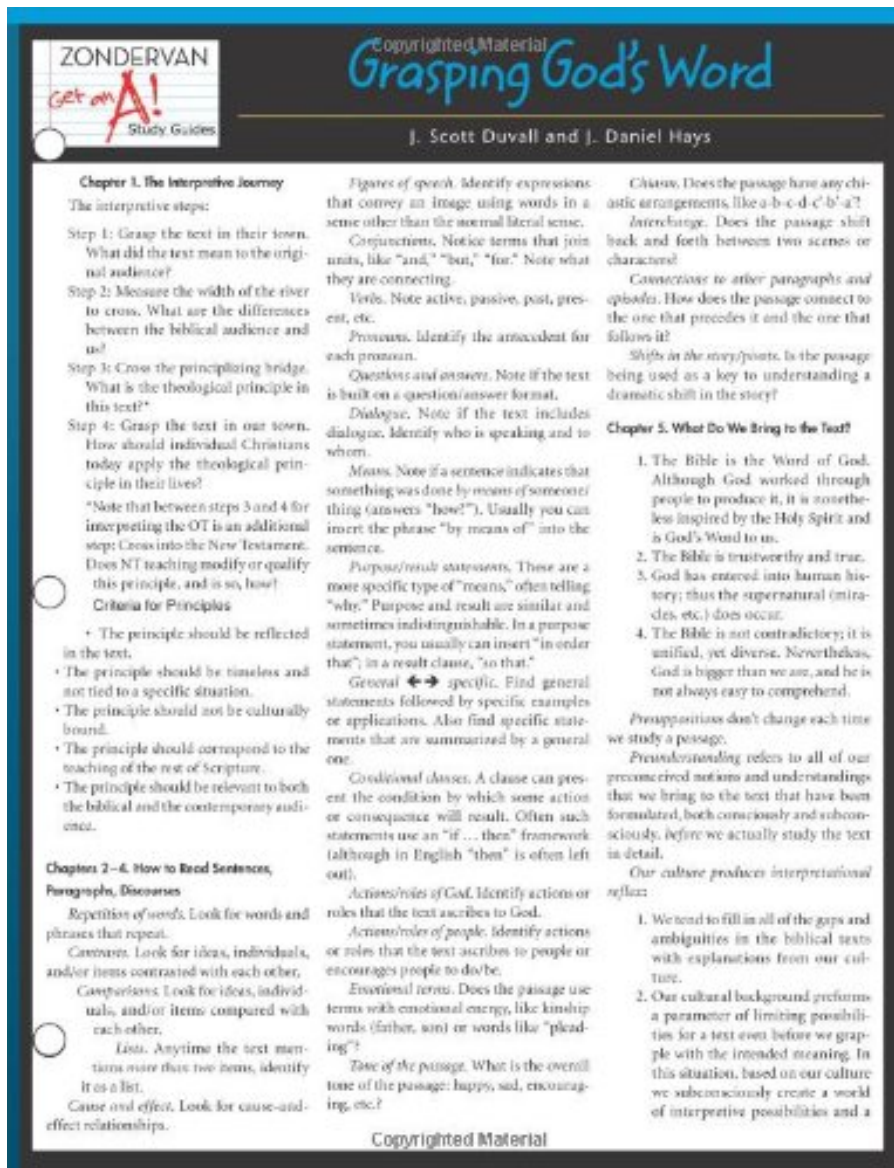 ZONDERVAN
Get an
A!
Study Guides
Copyrighted Material
Grasping God's Word
J. Scott Duvall and J. Daniel Hays
Chapter 1. The Interpretive Journey
The interpretive steps:
Step 1: Grasp the text in their town.
What did the text mean to the origi-
nal audience?
Step 2: Measure the width of the river
to cross. What are the differences
between the biblical audience and
us?
Step 3: Cross the principlizing bridge.
What is the theological principle in
this text?*
Step 4: Grasp the text in our town.
How should individual Christians
today apply the theological prin-
ciple in their lives?
*Note that between steps 3 and 4 for
interpreting the OT is an additional
step: Cross into the New Testament.
Does NT teaching modify or qualify
this principle, and is so, how?
Criteria for Principles
• The principle should be reflected
in the text.
• The principle should be timeless and
not tied to a specific situation.
• The principle should not be culturally
bound.
• The principle should correspond to the
teaching of the rest of Scripture.
• The principle should be relevant to both
the biblical and the contemporary audi-
ence.
Chapters 2–4. How to Read Sentences,
Paragraphs, Discourses
Repetition of words. Look for words and
phrases that repeat.
Contrasts. Look for ideas, individuals,
and/or items contrasted with each other.
Comparisons. Look for ideas, individ-
uals, and/or items compared with
each other.
Lists. Anytime the text men-
tions more than two items, identify
it as a list.
Cause and effect. Look for cause-and-
effect relationships.
Figures of speech. Identify expressions
that convey an image using words in a
sense other than the normal literal sense.
Conjunctions. Notice terms that join
units, like "and," "but," "for." Note what
they are connecting.
Verbs. Note active, passive, past, pres-
ent, etc.
Pronouns. Identify the antecedent for
each pronoun.
Questions and answers. Note if the text
is built on a question/answer format.
Dialogue. Note if the text includes
dialogue. Identify who is speaking and to
whom.
Means. Note if a sentence indicates that
something was done by means of someone/
thing (answers "how?"). Usually you can
insert the phrase "by means of" into the
sentence.
Purpose/result statements. These are a
more specific type of "means," often telling
"why." Purpose and result are similar and
sometimes indistinguishable. In a purpose
statement, you usually can insert "in order
that"; in a result clause, "so that."
General ←→ specific. Find general
statements followed by specific examples
or applications. Also find specific state-
ments that are summarized by a general
one.
Conditional clauses. A clause can pres-
ent the condition by which some action
or consequence will result. Often such
statements use an "if … then" framework
(although in English "then" is often left
out).
Actions/roles of God. Identify actions or
roles that the text ascribes to God.
Actions/roles of people. Identify actions
or roles that the text ascribes to people or
encourages people to do/be.
Emotional terms. Does the passage use
terms with emotional energy, like kinship
words (father, son) or words like "plead-
ing"?
Tone of the passage. What is the overall
tone of the passage: happy, sad, encourag-
ing, etc.?
Chiasm. Does the passage have any chi-
astic arrangements, like a-b-c-d-c'-b'-a'?
Interchange. Does the passage shift
back and forth between two scenes or
characters?
Connections to other paragraphs and
episodes. How does the passage connect to
the one that precedes it and the one that
follows it?
Shifts in the story/pivots. Is the passage
being used as a key to understanding a
dramatic shift in the story?
Chapter 5. What Do We Bring to the Text?
1. The Bible is the Word of God.
Although God worked through
people to produce it, it is nonethe-
less inspired by the Holy Spirit and
is God's Word to us.
2. The Bible is trustworthy and true.
3. God has entered into human his-
tory; thus the supernatural (mira-
cles, etc.) does occur.
4. The Bible is not contradictory; it is
unified, yet diverse. Nevertheless,
God is bigger than we are, and he is
not always easy to comprehend.
Presuppositions don't change each time
we study a passage.
Preunderstanding refers to all of our
preconceived notions and understandings
that we bring to the text that have been
formulated, both consciously and subcon-
sciously, before we actually study the text
in detail.
Our culture produces interpretational
reflex:
1. We tend to fill in all of the gaps and
ambiguities in the biblical texts
with explanations from our cul-
ture.
2. Our cultural background preforms
a parameter of limiting possibili-
ties for a text even before we grap-
ple with the intended meaning. In
this situation, based on our culture
we subconsciously create a world
of interpretive possibilities and a
Copyrighted Material